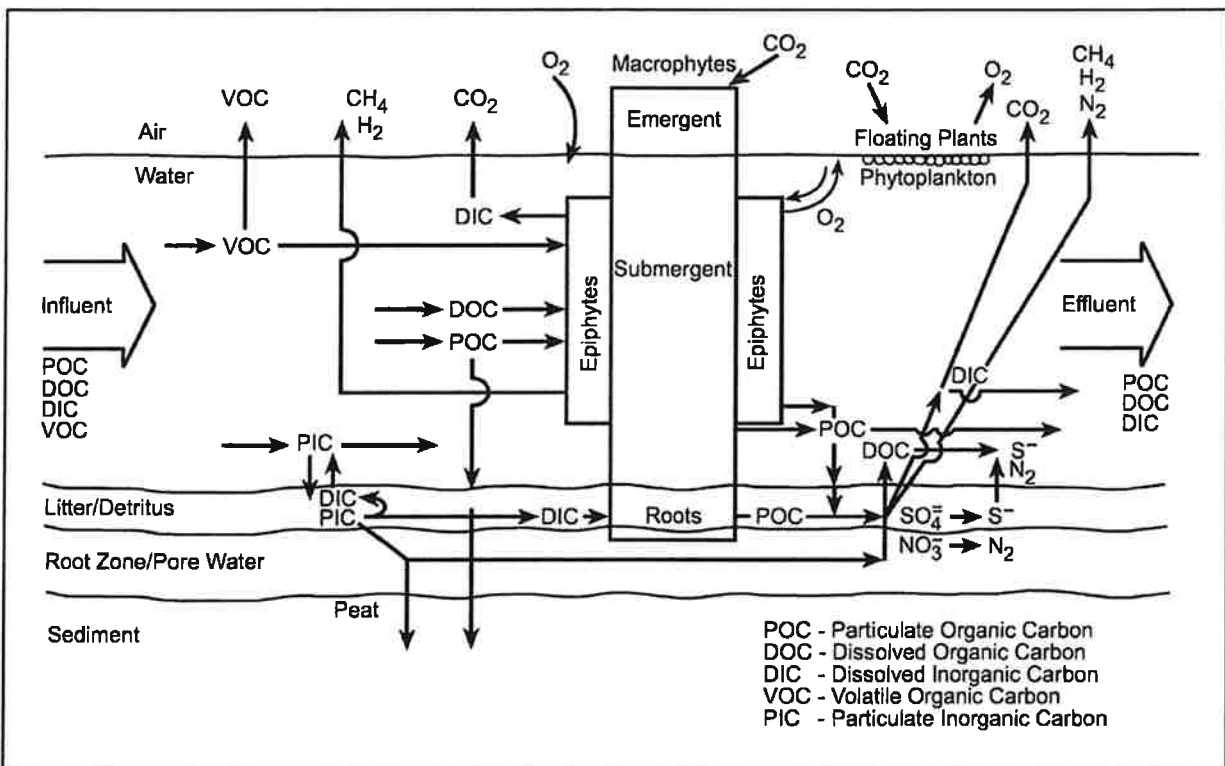 VOC
CH4
H2
CO2
O2
Macrophytes
CO2
CO2
O2
CO2
CH4
H2
N2
Air
Water
Emergent
Floating Plants
Phytoplankton
DIC
O2
VOC
Submergent
Epiphytes
Epiphytes
Influent
Effluent
DOC
POC
POC
DOC
DIC
VOC
DIC
POC
DOC
DIC
PIC
POC
DOC
S⁻
N2
Litter/Detritus
DIC
PIC
DIC
Roots
POC
SO4⁼
S⁻
NO3⁻
N2
Root Zone/Pore Water
Peat
Sediment
POC - Particulate Organic Carbon
DOC - Dissolved Organic Carbon
DIC - Dissolved Inorganic Carbon
VOC - Volatile Organic Carbon
PIC - Particulate Inorganic Carbon